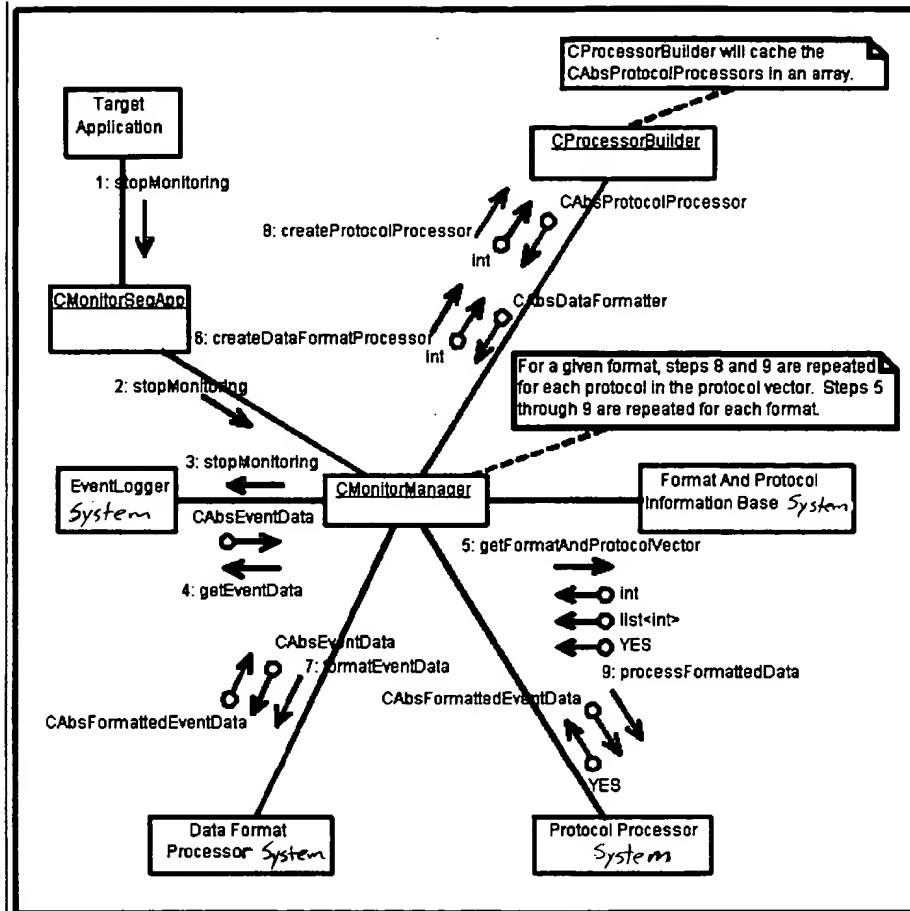 CProcessorBuilder will cache the
CAbsProtocolProcessors in an array.
Target
Application
CProcessorBuilder
1: stopMonitoring
CAbsProtocolProcessor
8: createProtocolProcessor
int
CMonitorSeqApp
CAbsDataFormatter
6: createDataFormatProcessor
int
For a given format, steps 8 and 9 are repeated
for each protocol in the protocol vector. Steps 5
through 9 are repeated for each format.
2: stopMonitoring
3: stopMonitoring
EventLogger
System
CMonitorManager
Format And Protocol
Information Base System
CAbsEventData
5: getFormatAndProtocolVector
4: getEventData
int
list<int>
YES
CAbsEventData
7: formatEventData
9: processFormattedData
CAbsFormattedEventData
CAbsFormattedEventData
YES
Data Format
Processor System
Protocol Processor
System